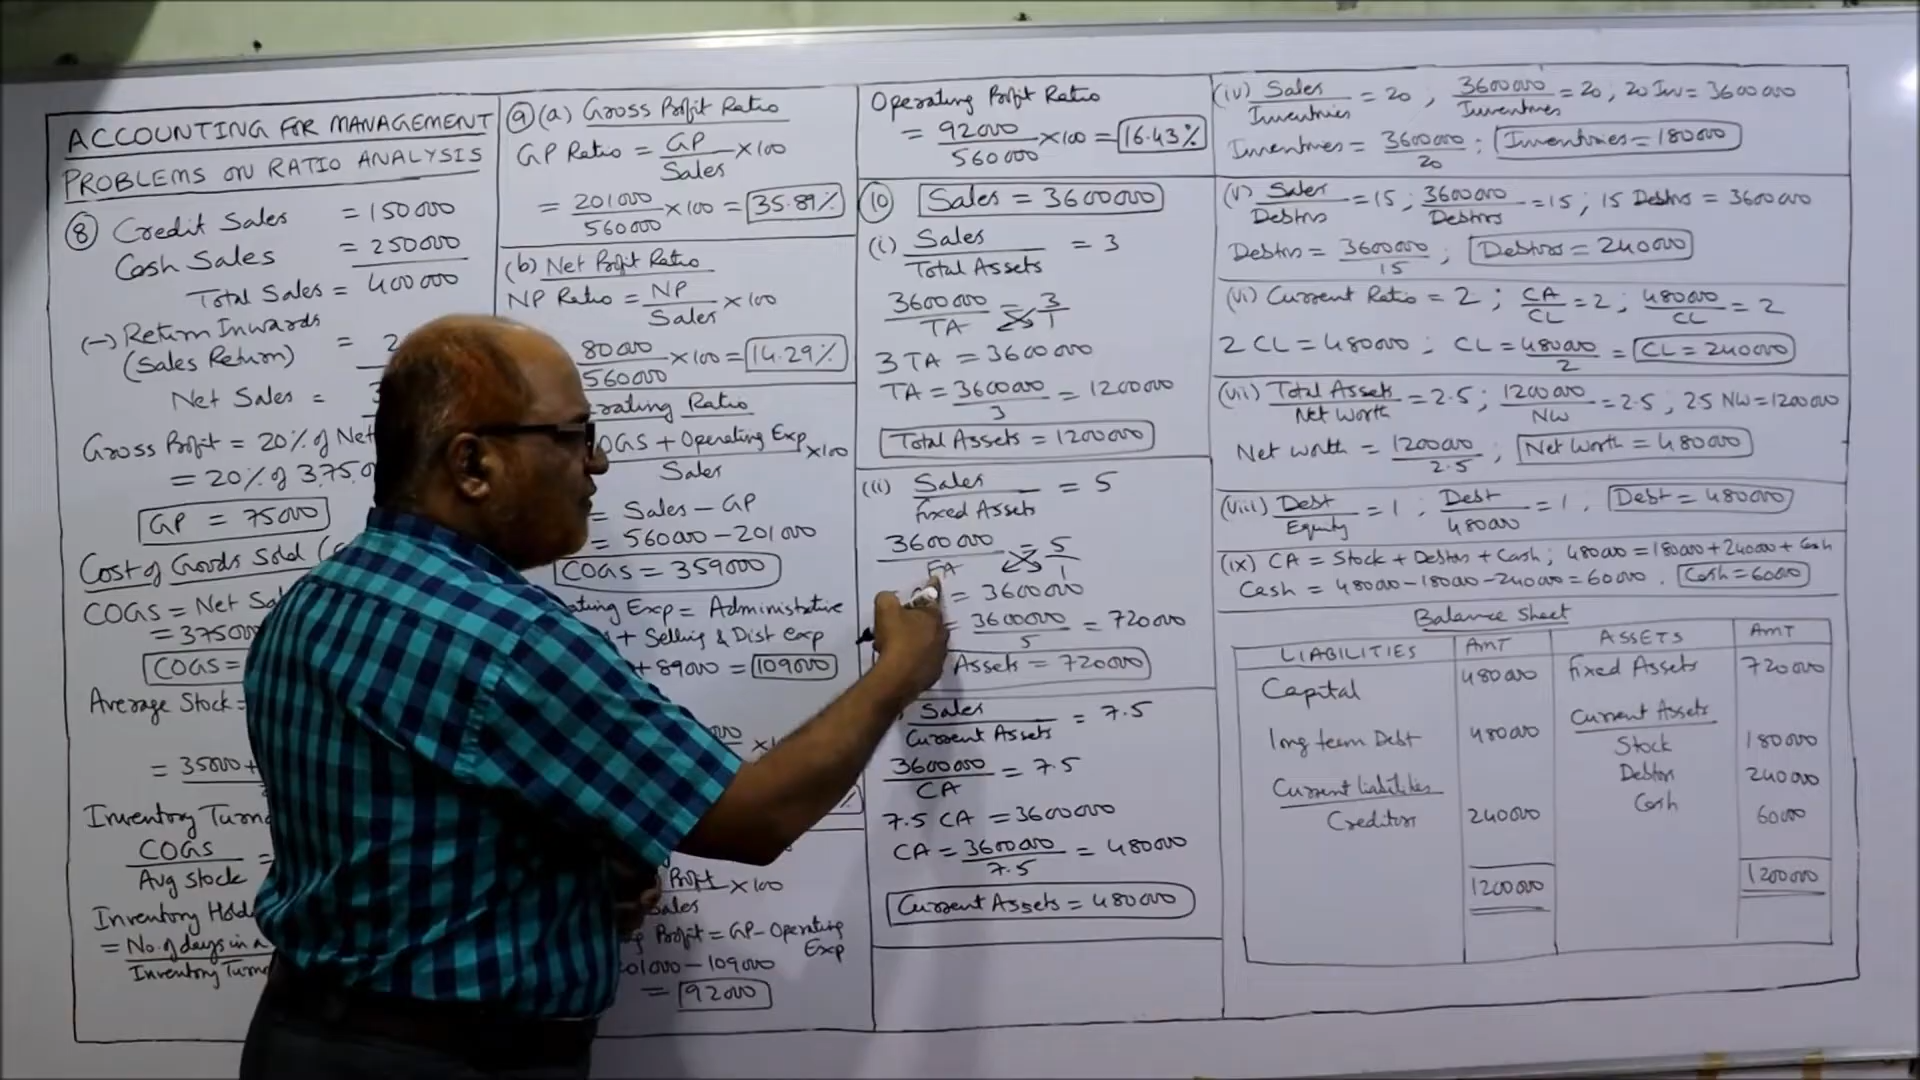 ACCOUNTING FOR MANAGEMENT
PROBLEMS ON RATIO ANALYSIS
⑧ Credit Sales = 150000
Cash Sales = 250000
Total Sales = 400000
(-) Return Inwards
(Sales Return) = 2
Net Sales = 3
Gross Profit = 20% of Net
= 20% of 375,0
GP = 75000
Cost of Goods Sold (
COGS = Net Sa
= 37500
COGS =
Average Stock =
= 35000+
Inventory Turno
COGS =
Avg Stock
Inventory Hold
= No. of days in a
Inventory Turno
⑨ (a) Gross Profit Ratio
GP Ratio = GP/Sales ×100
= 201000/560000 ×100 = 35.89%
(b) Net Profit Ratio
NP Ratio = NP/Sales ×100
80000/560000 ×100 = 14.29%
rating Ratio
OGS + Operating Exp ×100
Sales
= Sales - GP
= 560000 - 201000
COGS = 359000
ating Exp = Administrative
+ Selling & Dist Exp
+ 89000 = 109000
Profit ×100
Sales
Profit = GP - Operating Exp
201000 - 109000
= 92000
Operating Profit Ratio
= 92000/560000 ×100 = 16.43%
⑩ Sales = 3600000
(i) Sales/Total Assets = 3
3600000/TA = 3/1
3 TA = 3600000
TA = 3600000/3 = 1200000
Total Assets = 1200000
(ii) Sales/Fixed Assets = 5
3600000/FA = 5/1
= 3600000
= 3600000/5 = 720000
Assets = 720000
Sales/Current Assets = 7.5
3600000/CA = 7.5
7.5 CA = 3600000
CA = 3600000/7.5 = 480000
Current Assets = 480000
(iv) Sales/Inventries = 20 , 3600000/Inventries = 20, 20 Inv = 3600000
Inventries = 3600000/20 ; Inventries = 180000
(v) Sales/Debtors = 15 ; 3600000/Debtors = 15 ; 15 Debtors = 3600000
Debtors = 3600000/15 ; Debtors = 240000
(vi) Current Ratio = 2 ; CA/CL = 2 ; 480000/CL = 2
2 CL = 480000 ; CL = 480000/2 = CL = 240000
(vii) Total Assets/Net Worth = 2.5 ; 1200000/NW = 2.5 , 2.5 NW = 1200000
Net Worth = 1200000/2.5 ; Net Worth = 480000
(viii) Debt/Equity = 1 ; Debt/480000 = 1 . Debt = 480000
(ix) CA = Stock + Debtors + Cash ; 480000 = 180000 + 240000 + Cash
Cash = 480000 - 180000 - 240000 = 60000 . Cash = 60000
Balance Sheet
LIABILITIES AMT ASSETS AMT
Capital 480000 Fixed Assets 720000
Current Assets
Long term Debt 480000 Stock 180000
Debtors 240000
Current liabilities Cash 60000
Creditors 240000
1200000 1200000